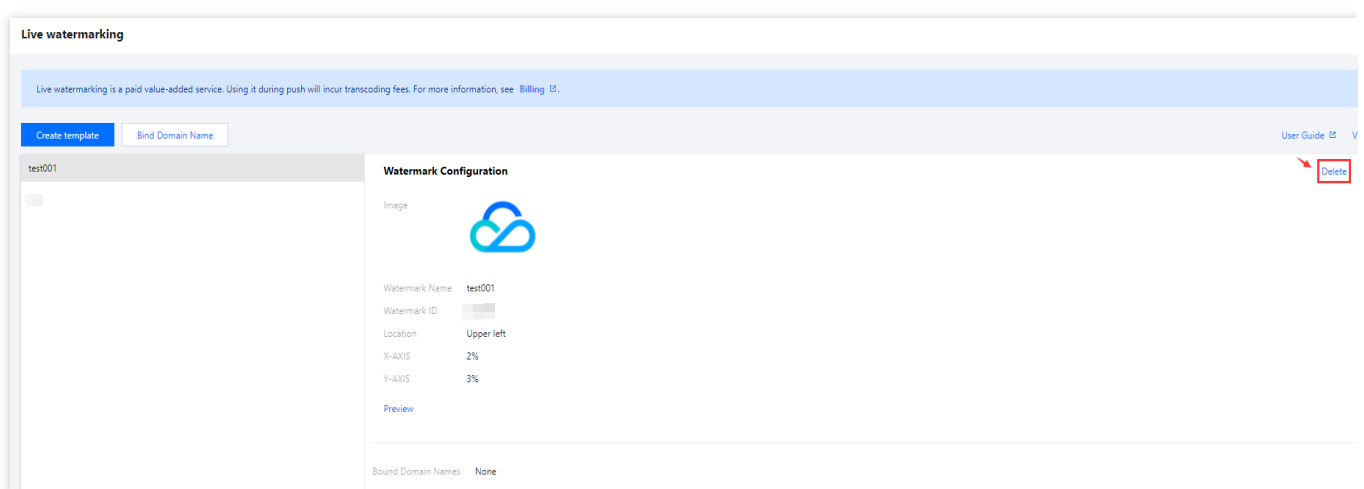 Live watermarking
Live watermarking is a paid value-added service. Using it during push will incur transcoding fees. For more information, see Billing.
Create template
Bind Domain Name
User Guide
test001
Watermark Configuration
Delete
Image
Watermark Name test001
Watermark ID
Location Upper left
X-AXIS 2%
Y-AXIS 3%
Preview
Bound Domain Names None